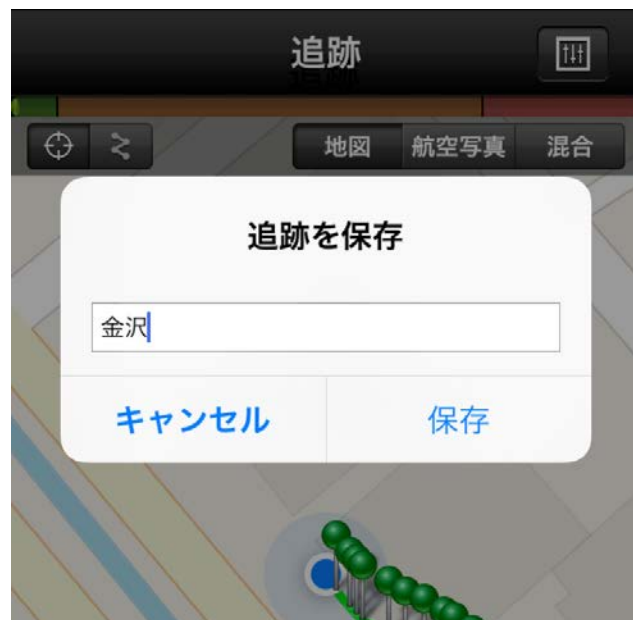 追跡
地図 航空写真 混合
追跡を保存
金沢
キャンセル 保存